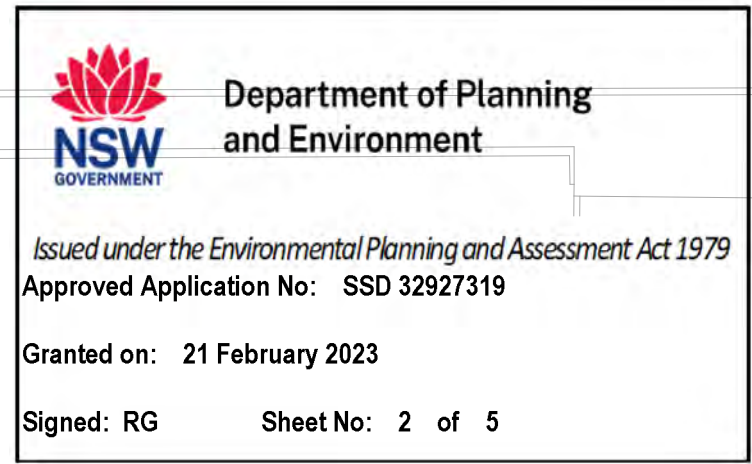 Department of Planning
and Environment
NSW
GOVERNMENT
Issued under the Environmental Planning and Assessment Act 1979
Approved Application No: SSD 32927319
Granted on: 21 February 2023
Signed: RG Sheet No: 2 of 5